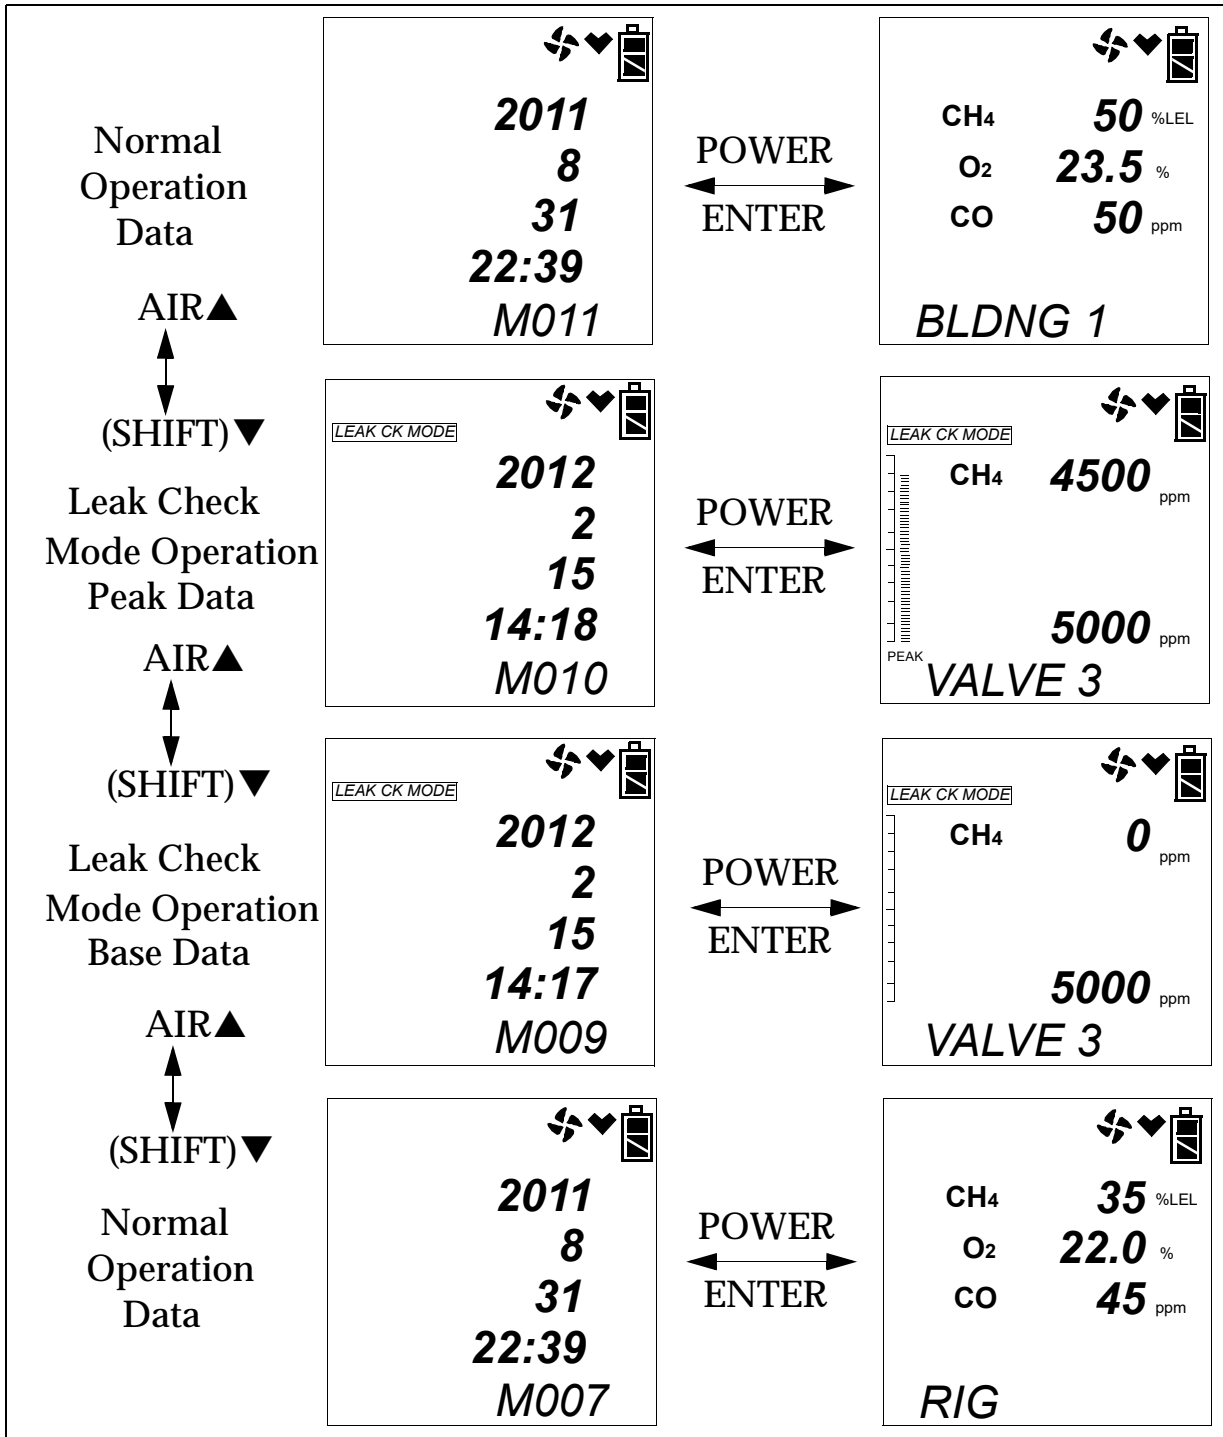 Normal
Operation
Data
2011
8
31
22:39
M011
POWER
ENTER
CH4 50 %LEL
O2 23.5 %
CO 50 ppm
BLDNG 1
AIR▲
(SHIFT)▼
Leak Check
Mode Operation
Peak Data
LEAK CK MODE
2012
2
15
14:18
M010
POWER
ENTER
LEAK CK MODE
CH4 4500 ppm
5000 ppm
PEAK
VALVE 3
AIR▲
(SHIFT)▼
Leak Check
Mode Operation
Base Data
LEAK CK MODE
2012
2
15
14:17
M009
POWER
ENTER
LEAK CK MODE
CH4 0 ppm
5000 ppm
VALVE 3
AIR▲
(SHIFT)▼
Normal
Operation
Data
2011
8
31
22:39
M007
POWER
ENTER
CH4 35 %LEL
O2 22.0 %
CO 45 ppm
RIG